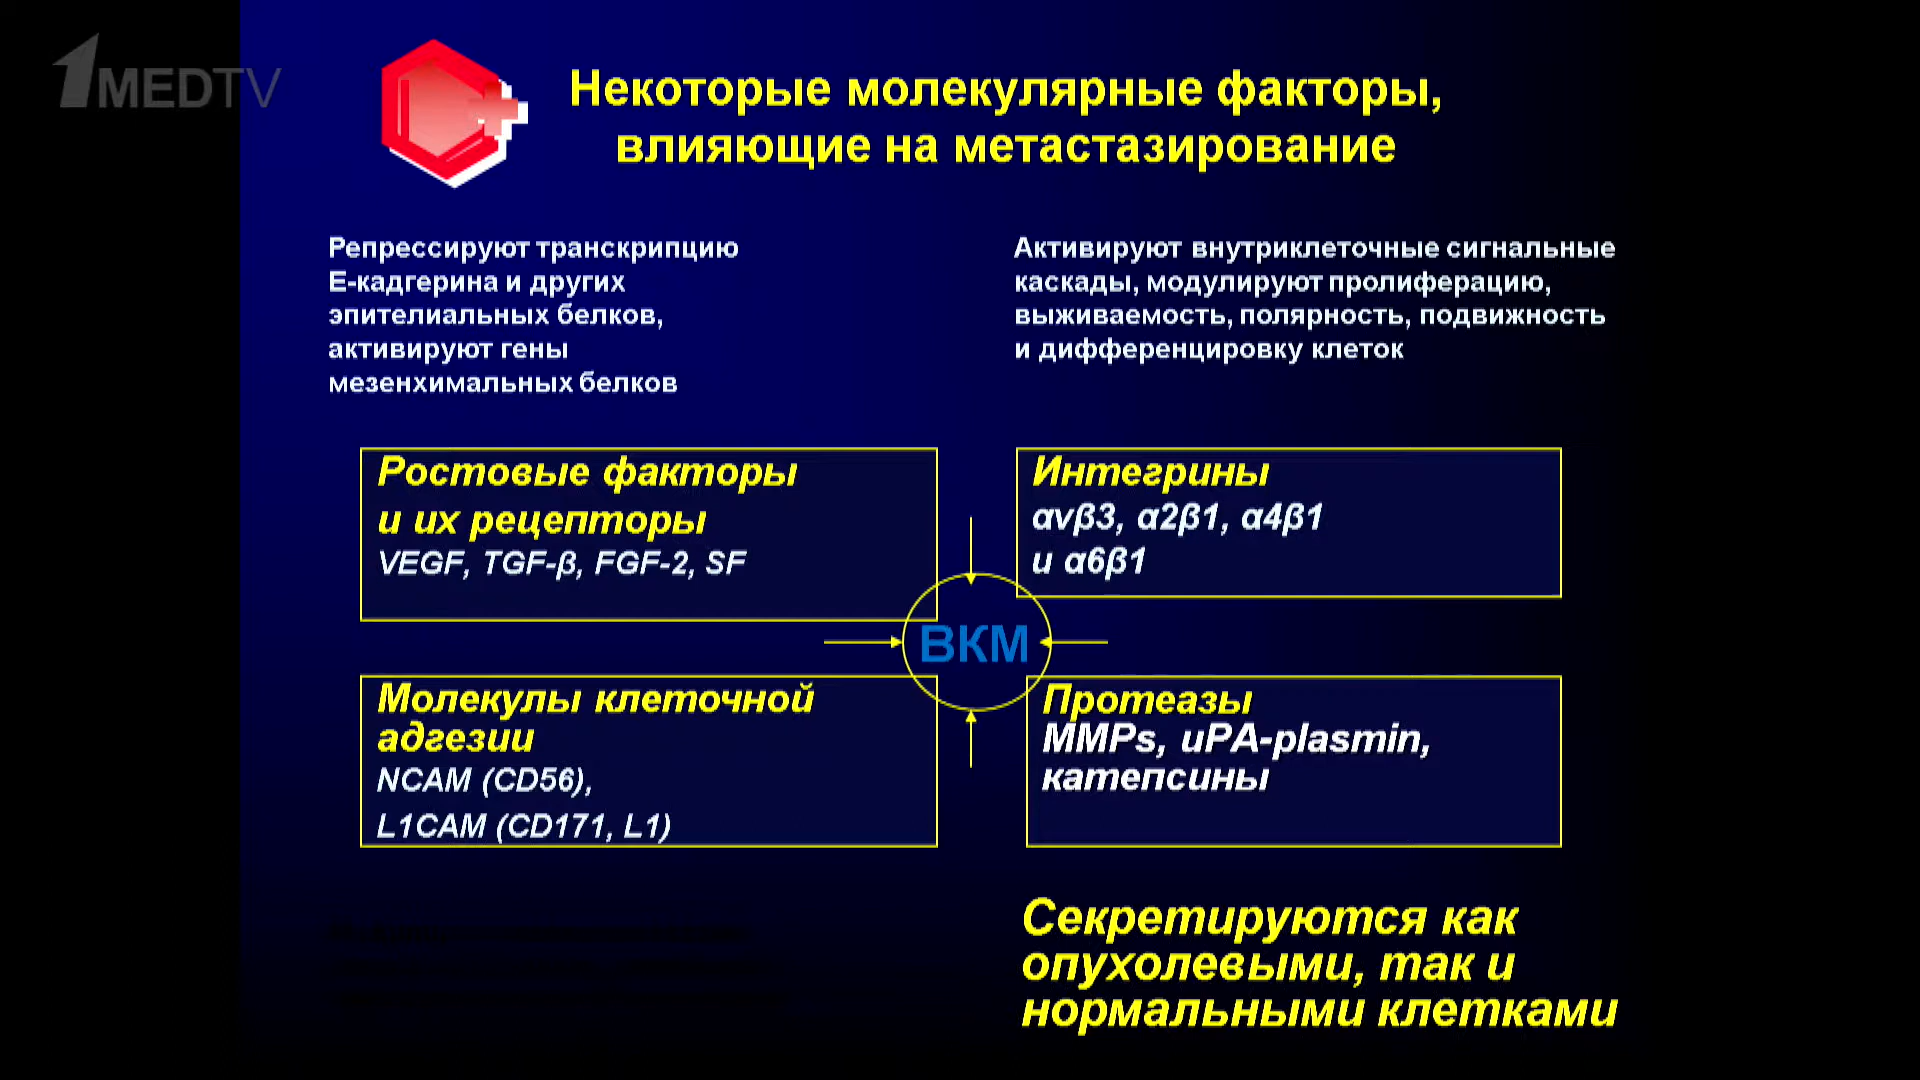 1MEDTV
Некоторые молекулярные факторы,
влияющие на метастазирование
Репрессируют транскрипцию
Е-кадгерина и других
эпителиальных белков,
активируют гены
мезенхимальных белков
Активируют внутриклеточные сигнальные
каскады, модулируют пролиферацию,
выживаемость, полярность, подвижность
и дифференцировку клеток
Ростовые факторы
и их рецепторы
VEGF, TGF-β, FGF-2, SF
Интегрины
αvβ3, α2β1, α4β1
и α6β1
ВКМ
Молекулы клеточной
адгезии
NCAM (CD56),
L1CAM (CD171, L1)
Протеазы
MMPs, uPA-plasmin,
катепсины
Секретируются как
опухолевыми, так и
нормальными клетками